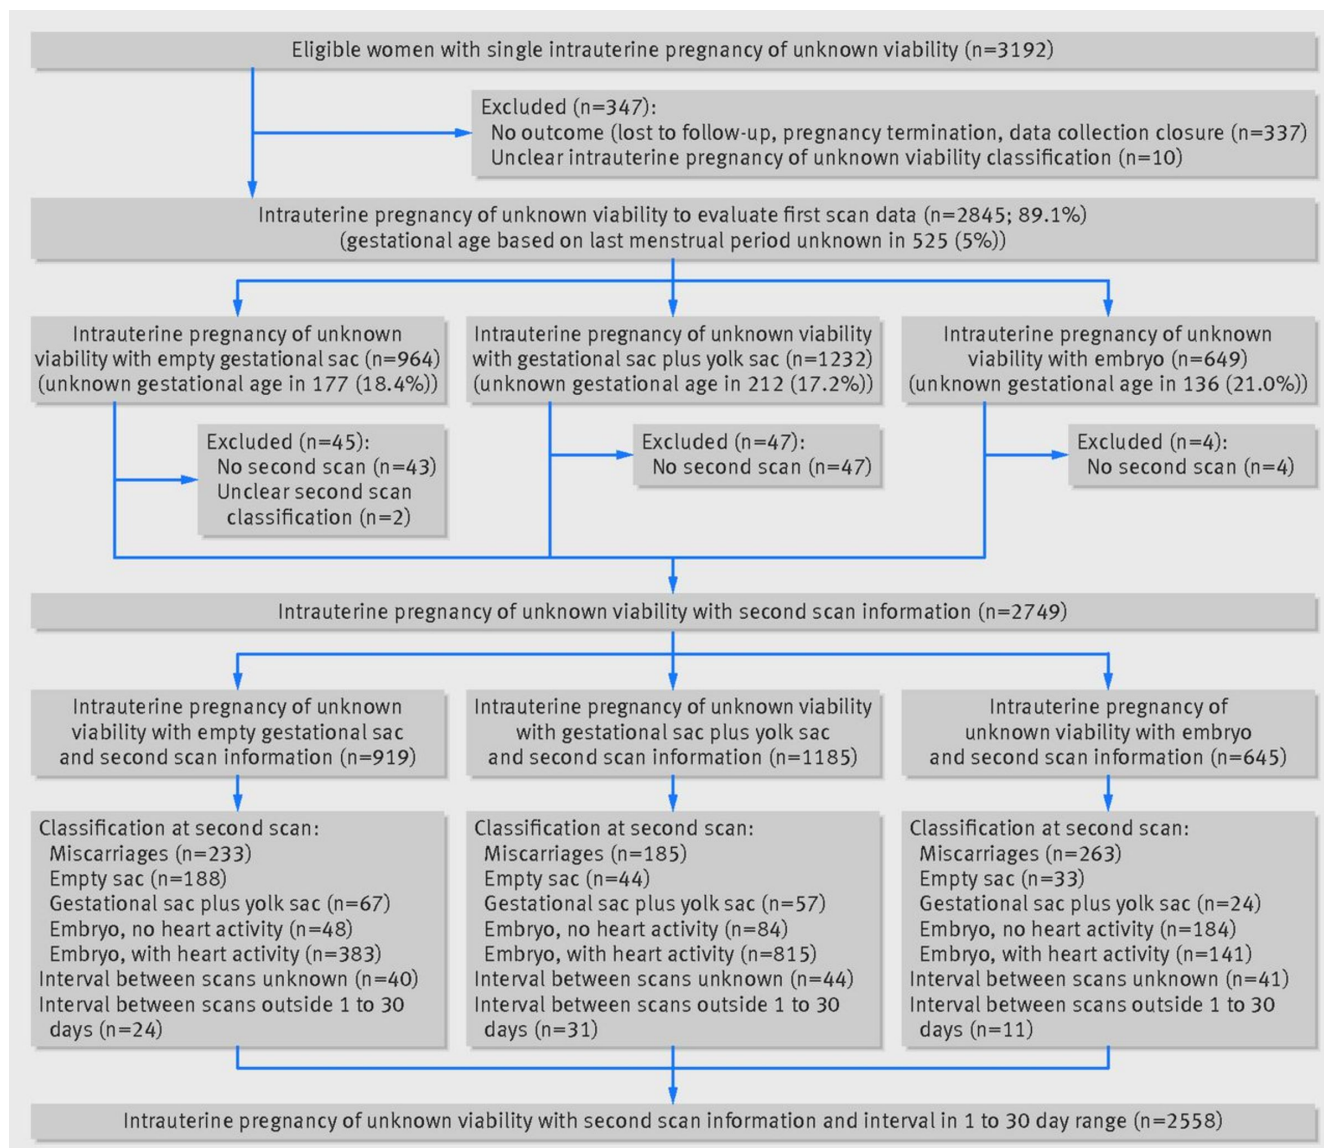 Eligible women with single intrauterine pregnancy of unknown viability (n=3192)
Excluded (n=347):
No outcome (lost to follow-up, pregnancy termination, data collection closure (n=337)
Unclear intrauterine pregnancy of unknown viability classification (n=10)
Intrauterine pregnancy of unknown viability to evaluate first scan data (n=2845; 89.1%)
(gestational age based on last menstrual period unknown in 525 (5%))
Intrauterine pregnancy of unknown
viability with empty gestational sac (n=964)
(unknown gestational age in 177 (18.4%))
Intrauterine pregnancy of unknown viability
with gestational sac plus yolk sac (n=1232)
(unknown gestational age in 212 (17.2%))
Intrauterine pregnancy of unknown
viability with embryo (n=649)
(unknown gestational age in 136 (21.0%))
Excluded (n=45):
No second scan (n=43)
Unclear second scan
classification (n=2)
Excluded (n=47):
No second scan (n=47)
Excluded (n=4):
No second scan (n=4)
Intrauterine pregnancy of unknown viability with second scan information (n=2749)
Intrauterine pregnancy of unknown
viability with empty gestational sac
and second scan information (n=919)
Intrauterine pregnancy of unknown viability
with gestational sac plus yolk sac
and second scan information (n=1185)
Intrauterine pregnancy of
unknown viability with embryo
and second scan information (n=645)
Classification at second scan:
Miscarriages (n=233)
Empty sac (n=188)
Gestational sac plus yolk sac (n=67)
Embryo, no heart activity (n=48)
Embryo, with heart activity (n=383)
Interval between scans unknown (n=40)
Interval between scans outside 1 to 30
days (n=24)
Classification at second scan:
Miscarriages (n=185)
Empty sac (n=44)
Gestational sac plus yolk sac (n=57)
Embryo, no heart activity (n=84)
Embryo, with heart activity (n=815)
Interval between scans unknown (n=44)
Interval between scans outside 1 to 30
days (n=31)
Classification at second scan:
Miscarriages (n=263)
Empty sac (n=33)
Gestational sac plus yolk sac (n=24)
Embryo, no heart activity (n=184)
Embryo, with heart activity (n=141)
Interval between scans unknown (n=41)
Interval between scans outside 1 to 30
days (n=11)
Intrauterine pregnancy of unknown viability with second scan information and interval in 1 to 30 day range (n=2558)